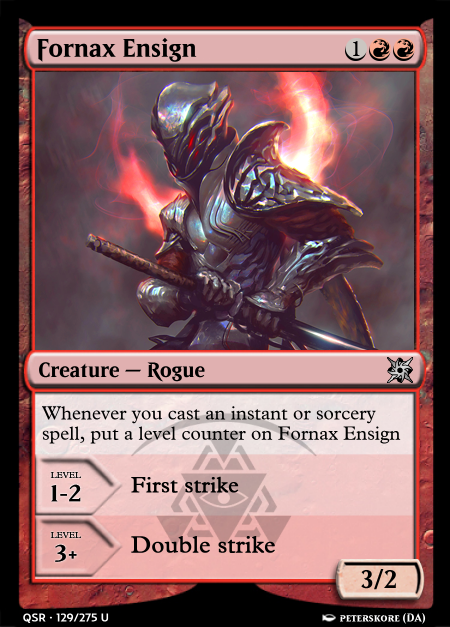 Fornax Ensign 1
Creature — Rogue
Whenever you cast an instant or sorcery
spell, put a level counter on Fornax Ensign
LEVEL
1-2
First strike
LEVEL
3+
Double strike
3/2
QSR · 129/275 U
PETERSKORE (DA)